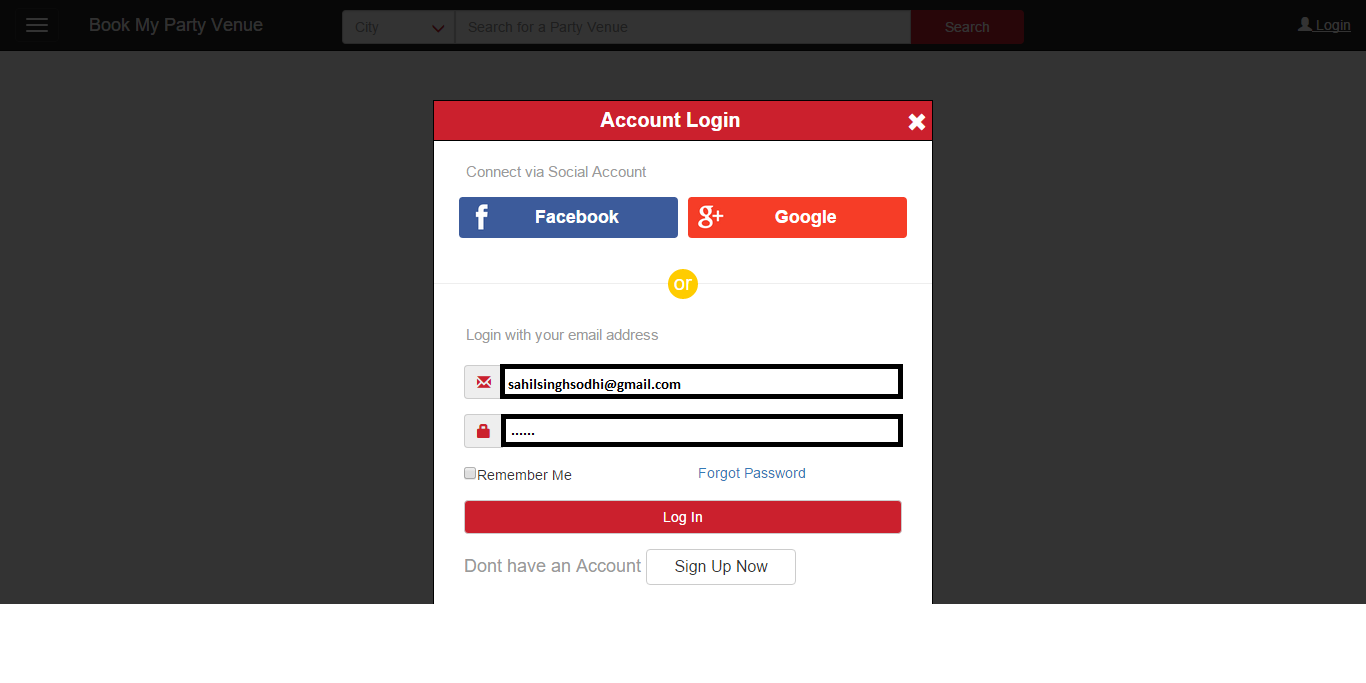 Book My Party Venue City Search for a Party Venue Search Login
Account Login
Connect via Social Account
f Facebook g+ Google
or
Login with your email address
sahilsinghsodhi@gmail.com
......
Remember Me Forgot Password
Log In
Dont have an Account Sign Up Now